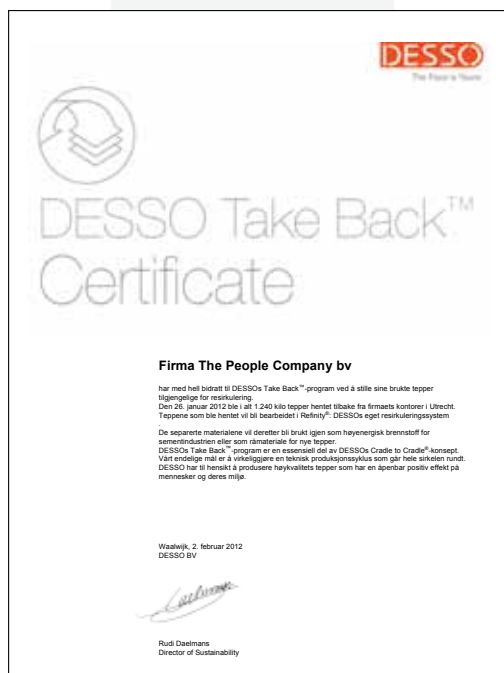 DESSO
The Floor is Yours
DESSO Take Back™
Certificate
Firma The People Company bv
har med hell bidratt til DESSOs Take Back™-program ved å stille sine brukte tepper
tilgjengelige for resirkulering.
Den 26. januar 2012 ble i alt 1.240 kilo tepper hentet tilbake fra firmaets kontorer i Utrecht.
Teppene som ble hentet vil bli bearbeidet i Refinity®: DESSOs eget resirkuleringssystem
.
De separerte materialene vil deretter bli brukt igjen som høyenergisk brennstoff for
sementindustrien eller som råmateriale for nye tepper.
DESSOs Take Back™-program er en essensiell del av DESSOs Cradle to Cradle®-konsept.
Vårt endelige mål er å virkeliggjøre en teknisk produksjonssyklus som går hele sirkelen rundt.
DESSO har til hensikt å produsere høykvalitets tepper som har en åpenbar positiv effekt på
mennesker og deres miljø.
Waalwijk, 2. februar 2012
DESSO BV
Rudi Daelmans
Director of Sustainability